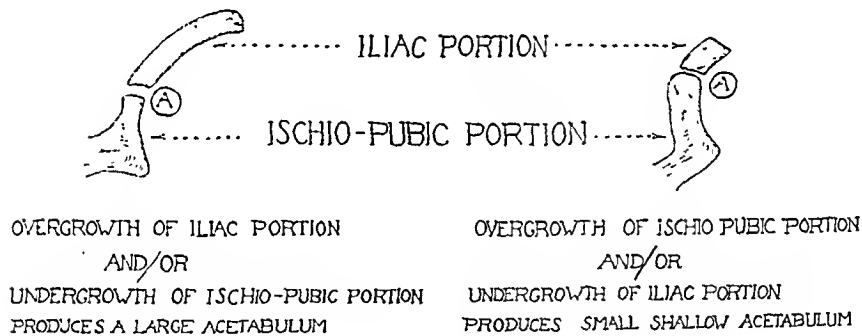 ILIAC PORTION
A
A
ISCHIO-PUBIC PORTION
OVERGROWTH OF ILIAC PORTION
AND/OR
UNDERGROWTH OF ISCHIO-PUBIC PORTION
PRODUCES A LARGE ACETABULUM
OVERGROWTH OF ISCHIO PUBIC PORTION
AND/OR
UNDERGROWTH OF ILIAC PORTION
PRODUCES SMALL SHALLOW ACETABULUM